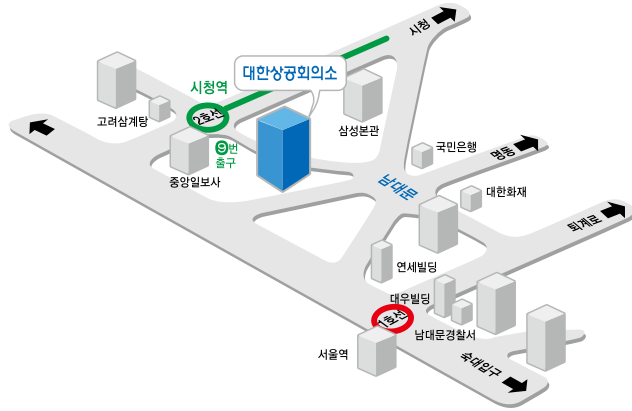 시청
대한상공회의소
시청역
2호선
고려삼계탕
삼성본관
9번
출구
국민은행
명동
중앙일보사
남대문
대한화재
퇴계로
연세빌딩
대우빌딩
1호선
남대문경찰서
서울역
숙대입구